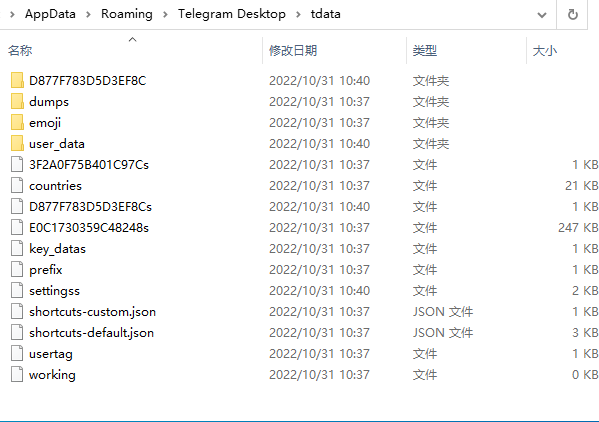 AppData > Roaming > Telegram Desktop > tdata
名称 修改日期 类型 大小
D877F783D5D3EF8C 2022/10/31 10:40 文件夹
dumps 2022/10/31 10:37 文件夹
emoji 2022/10/31 10:37 文件夹
user_data 2022/10/31 10:40 文件夹
3F2A0F75B401C97Cs 2022/10/31 10:37 文件 1 KB
countries 2022/10/31 10:37 文件 21 KB
D877F783D5D3EF8Cs 2022/10/31 10:40 文件 1 KB
E0C1730359C48248s 2022/10/31 10:37 文件 247 KB
key_datas 2022/10/31 10:37 文件 1 KB
prefix 2022/10/31 10:37 文件 1 KB
settingss 2022/10/31 10:40 文件 2 KB
shortcuts-custom.json 2022/10/31 10:37 JSON 文件 1 KB
shortcuts-default.json 2022/10/31 10:37 JSON 文件 3 KB
usertag 2022/10/31 10:37 文件 1 KB
working 2022/10/31 10:37 文件 0 KB